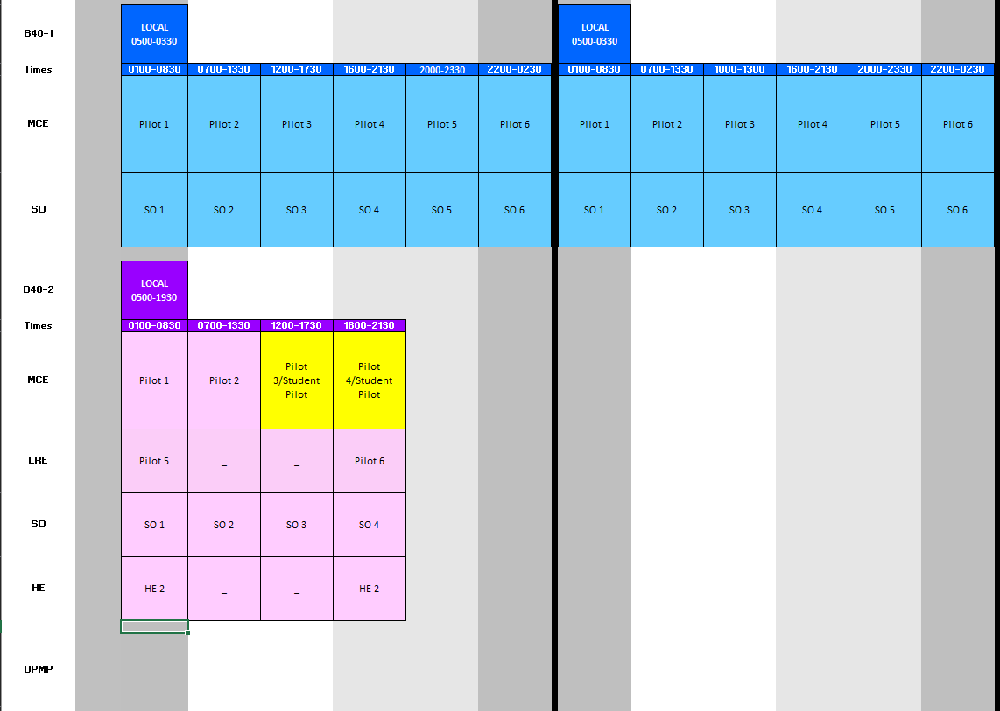 B40-1
LOCAL
0500-0330
LOCAL
0500-0330
Times 0100-0830 0700-1330 1200-1730 1600-2130 2000-2330 2200-0230 0100-0830 0700-1330 1000-1300 1600-2130 2000-2330 2200-0230
MCE Pilot 1 Pilot 2 Pilot 3 Pilot 4 Pilot 5 Pilot 6 Pilot 1 Pilot 2 Pilot 3 Pilot 4 Pilot 5 Pilot 6
SO SO 1 SO 2 SO 3 SO 4 SO 5 SO 6 SO 1 SO 2 SO 3 SO 4 SO 5 SO 6
B40-2
LOCAL
0500-1930
Times 0100-0830 0700-1330 1200-1730 1600-2130
MCE Pilot 1 Pilot 2
Pilot
3/Student
Pilot
Pilot
4/Student
Pilot
LRE Pilot 5 _ _ Pilot 6
SO SO 1 SO 2 SO 3 SO 4
HE HE 2 _ _ HE 2
DPMP